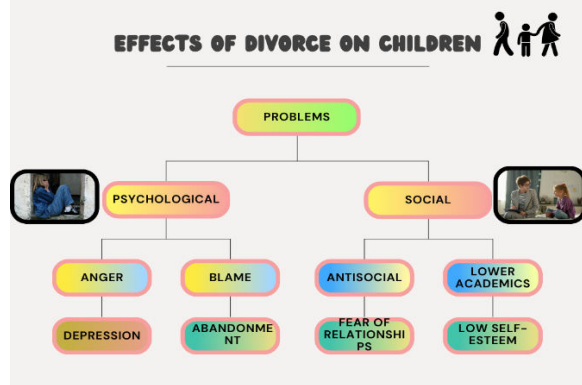 EFFECTS OF DIVORCE ON CHILDREN
PROBLEMS
PSYCHOLOGICAL
SOCIAL
ANGER
BLAME
ANTISOCIAL
LOWER
ACADEMICS
DEPRESSION
ABANDONME
NT
FEAR OF
RELATIONSHI
PS
LOW SELF-
ESTEEM